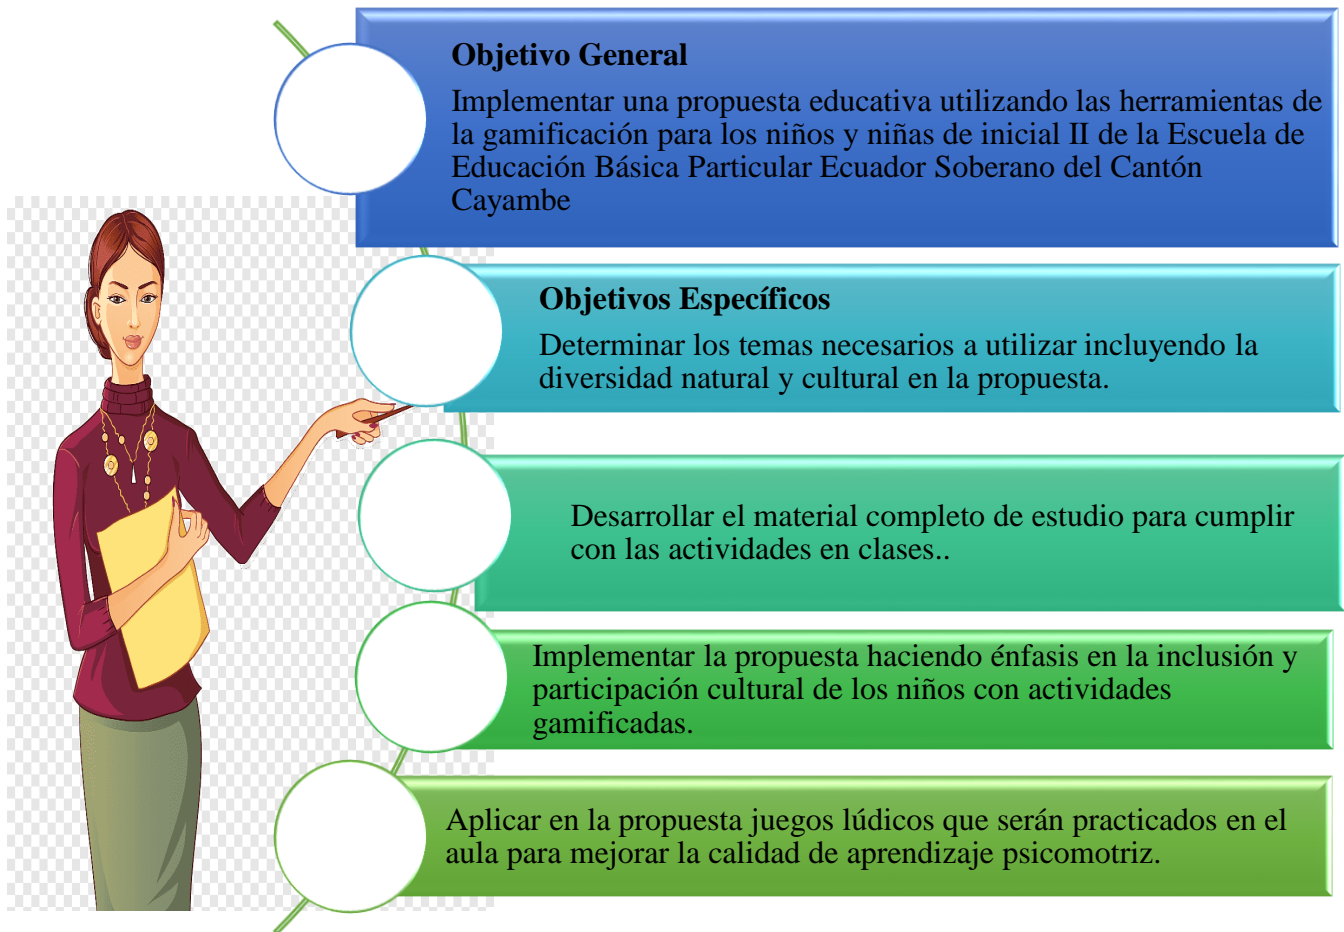 Objetivo General
Implementar una propuesta educativa utilizando las herramientas de
la gamificación para los niños y niñas de inicial II de la Escuela de
Educación Básica Particular Ecuador Soberano del Cantón
Cayambe
Objetivos Específicos
Determinar los temas necesarios a utilizar incluyendo la
diversidad natural y cultural en la propuesta.
Desarrollar el material completo de estudio para cumplir
con las actividades en clases..
Implementar la propuesta haciendo énfasis en la inclusión y
participación cultural de los niños con actividades
gamificadas.
Aplicar en la propuesta juegos lúdicos que serán practicados en el
aula para mejorar la calidad de aprendizaje psicomotriz.